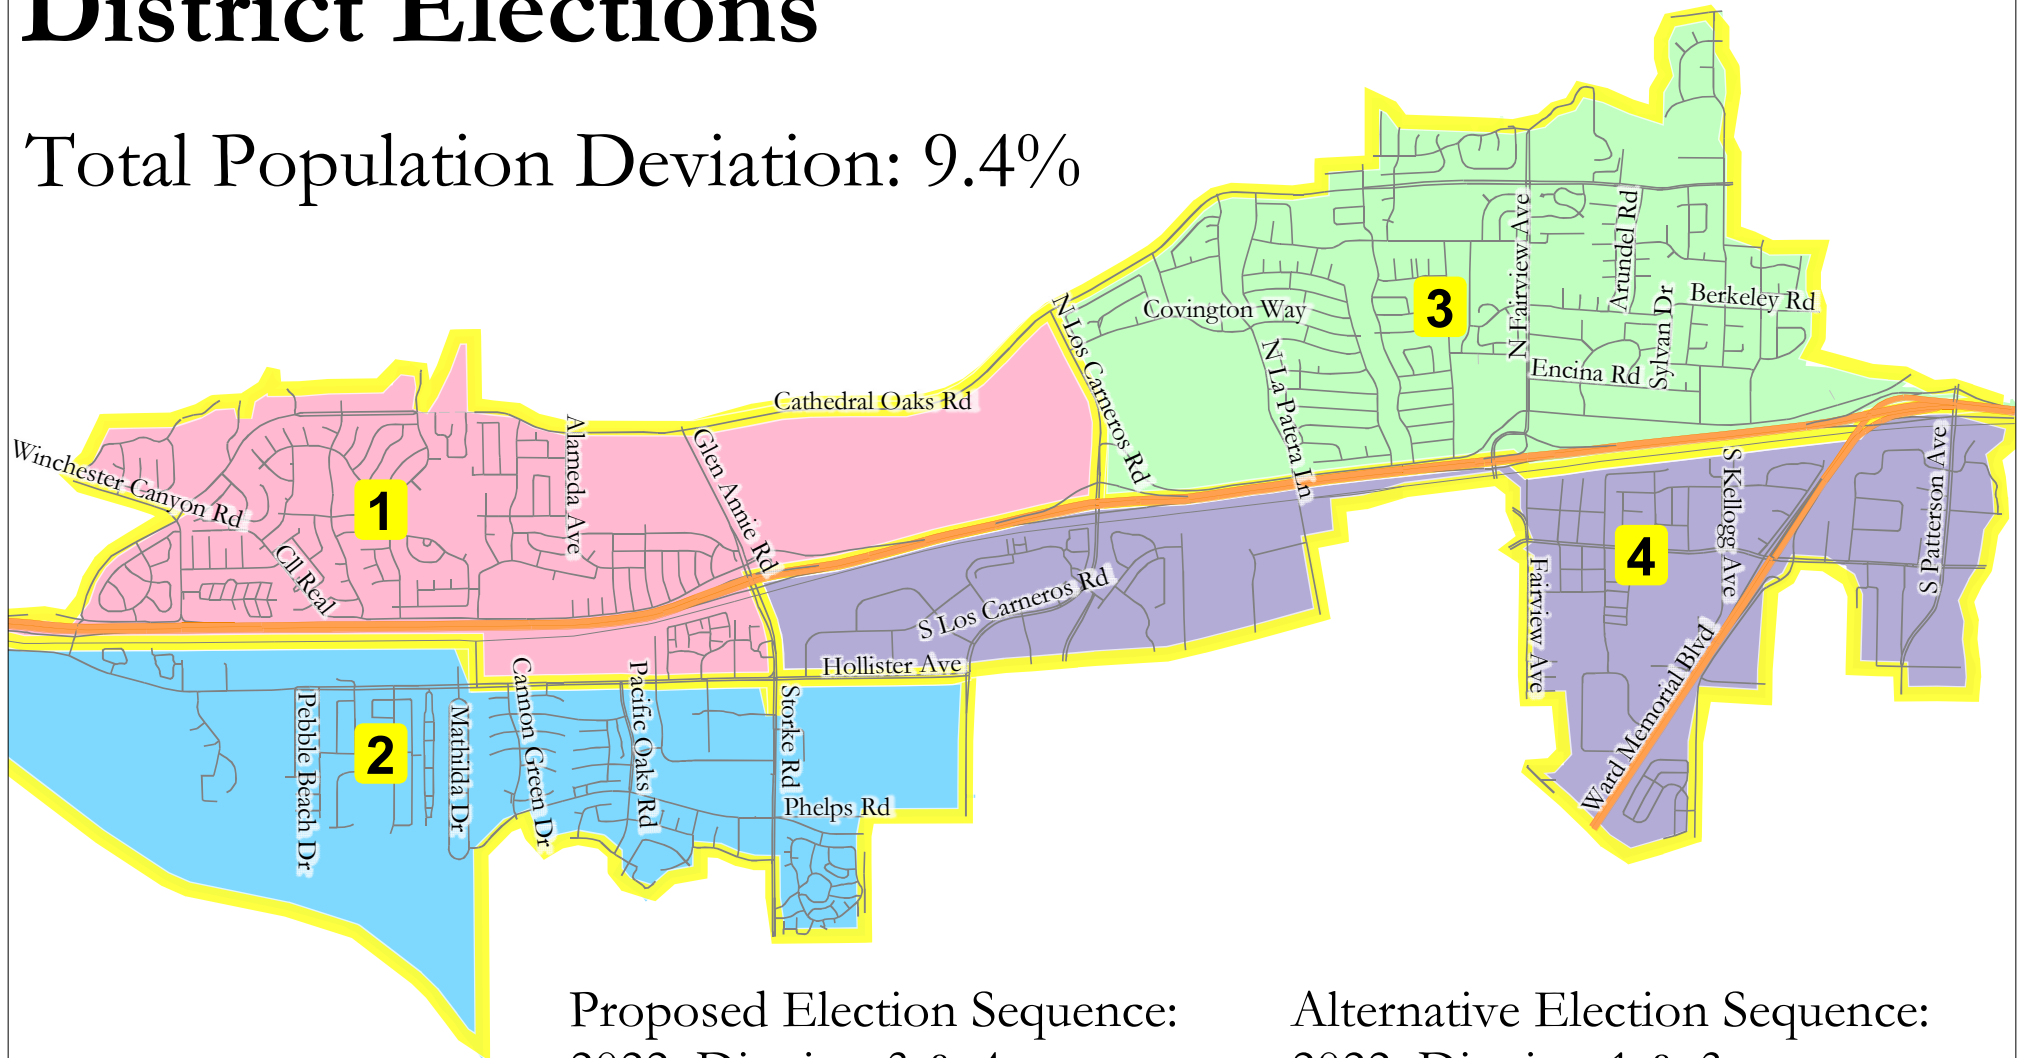 District Elections
Total Population Deviation: 9.4%
N Fairview Ave
Arundel Rd
Berkeley Rd
3
Covington Way
N Los Carneros Rd
Sylvan Dr
N La Patera Ln
Encina Rd
Cathedral Oaks Rd
Alameda Ave
Glen Annie Rd
Winchester Canyon Rd
1
Cll Real
S Kellogg Ave
S Patterson Ave
4
Fairview Ave
S Los Carneros Rd
Hollister Ave
Ward Memorial Blvd
Pebble Beach Dr
2
Mathilda Dr
Cannon Green Dr
Pacific Oaks Rd
Storke Rd
Phelps Rd
Proposed Election Sequence:
Alternative Election Sequence: